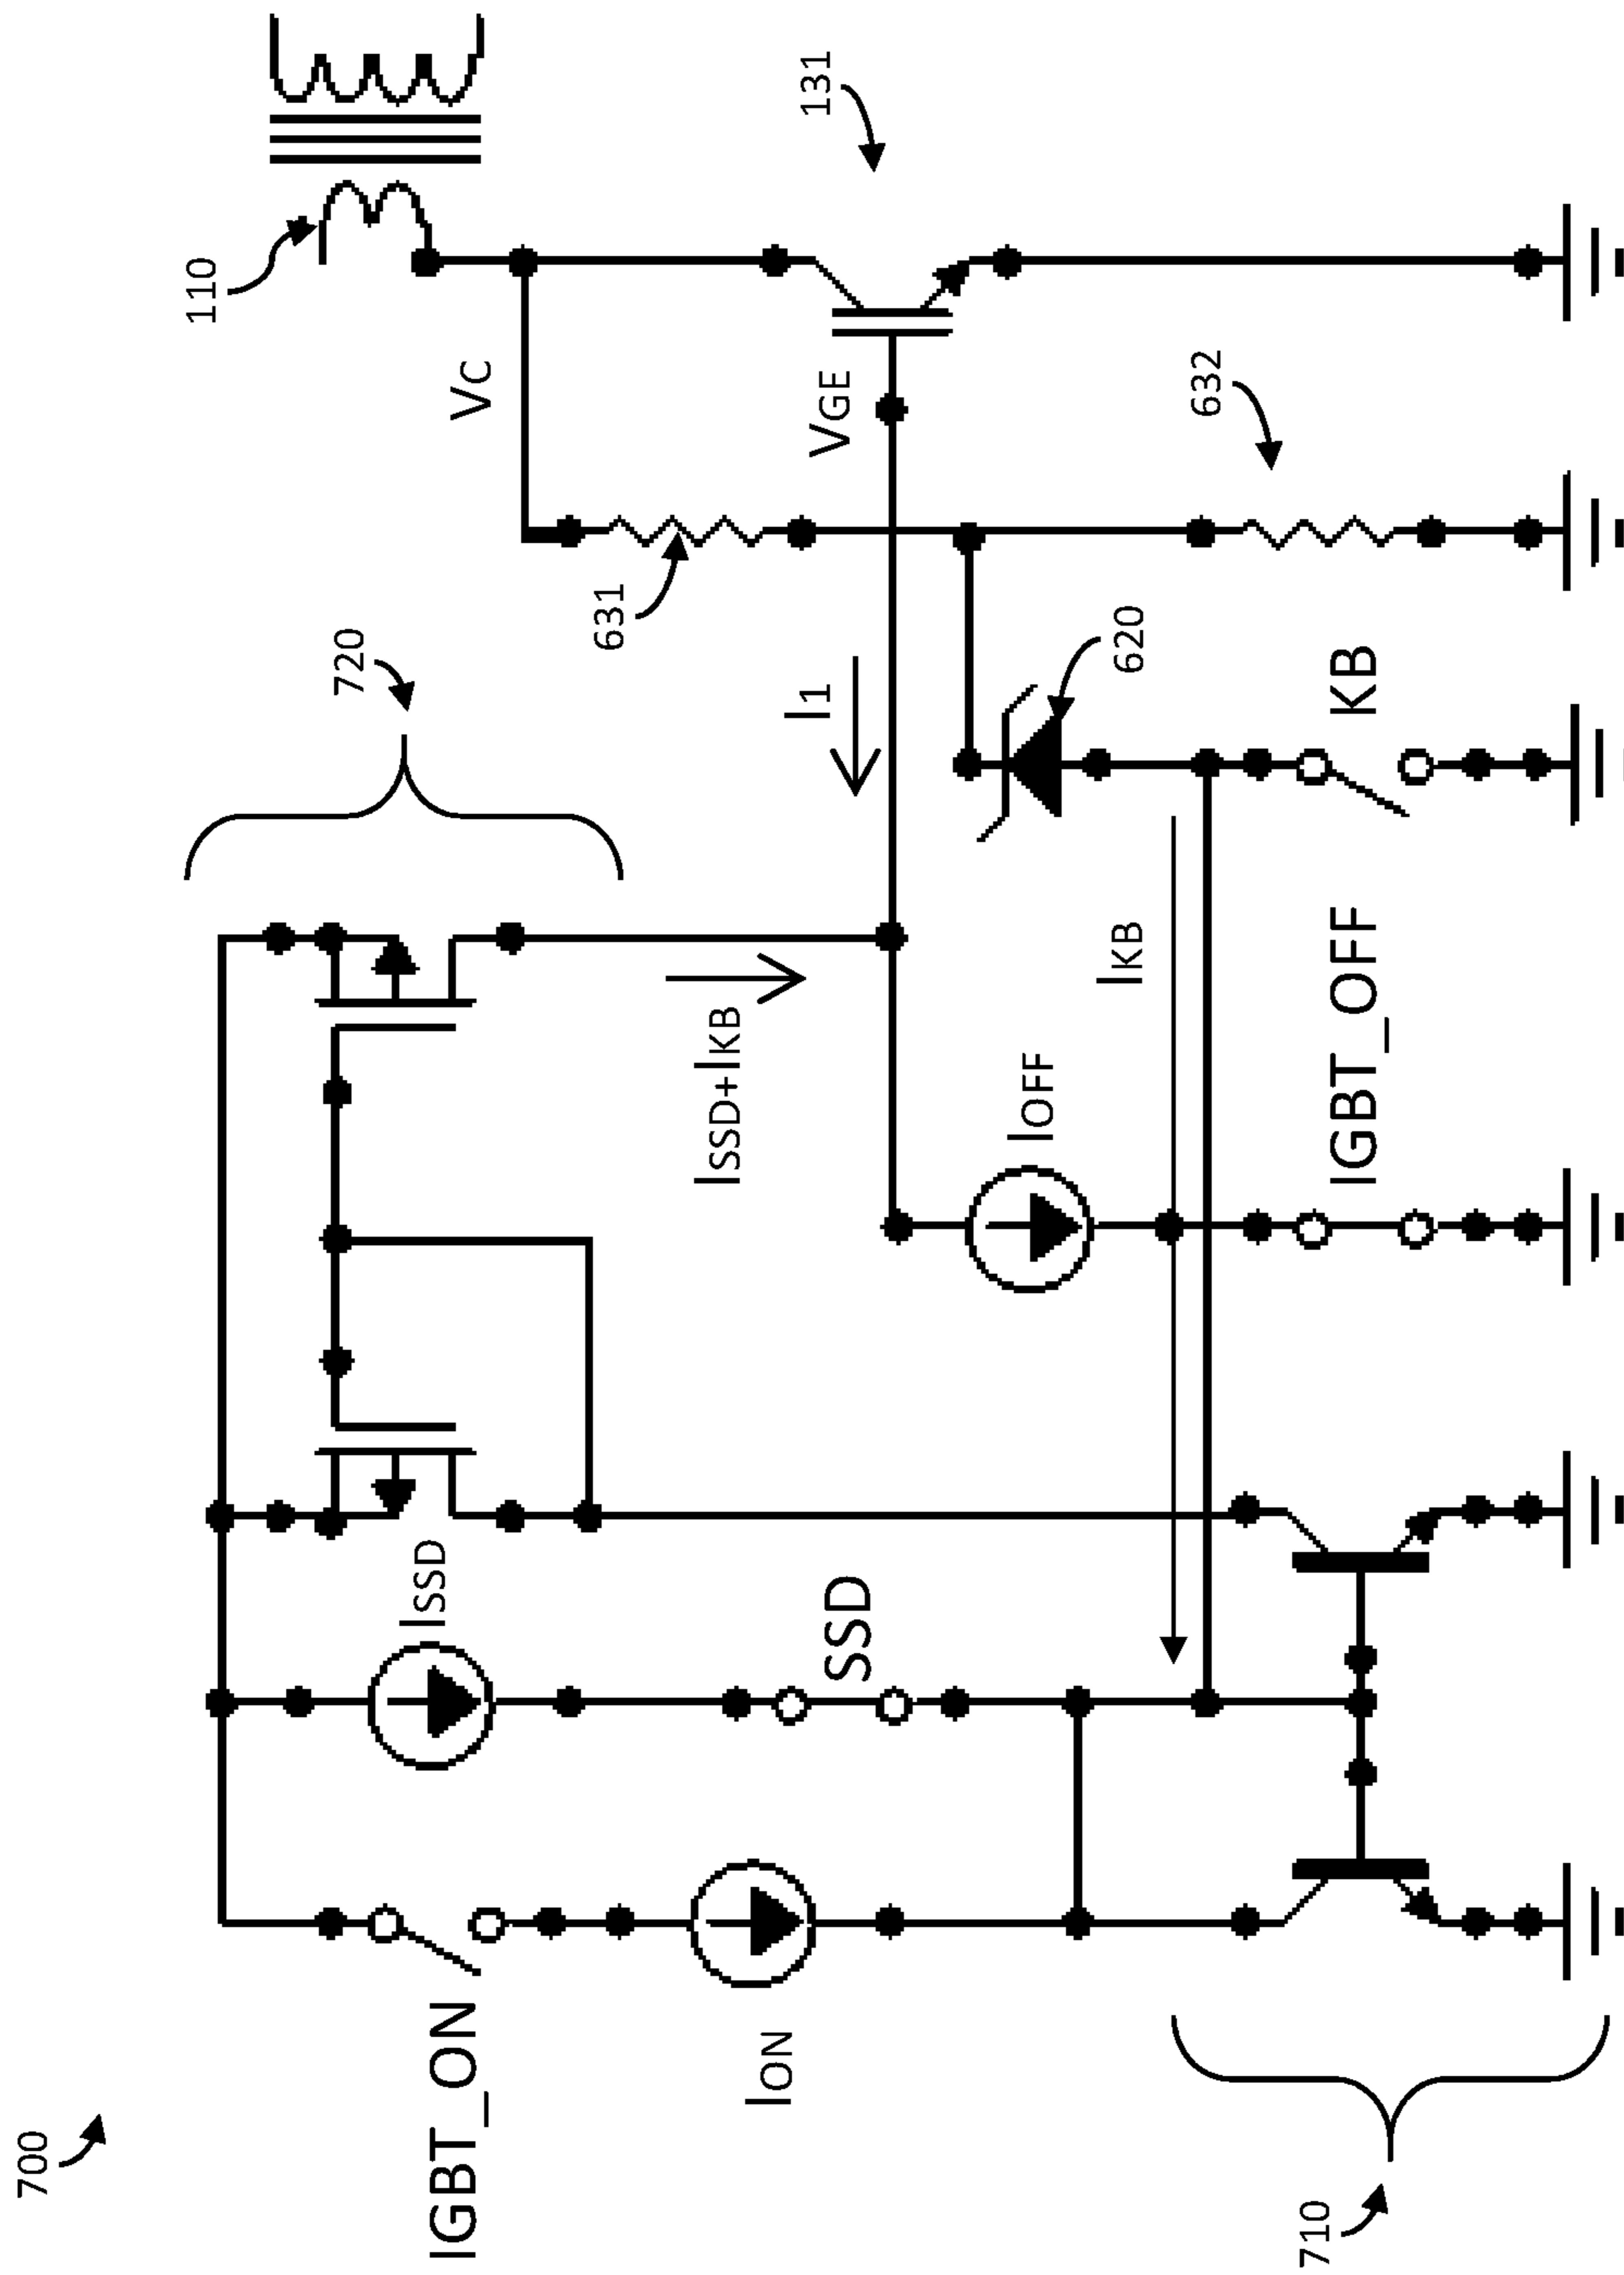 700
IGBT_ON
ION
710
ISSD
SSD
720
ISSD+IKB
IOFF
IGBT_OFF
IKB
I1
KB
620
631
632
VC
VGE
110
131